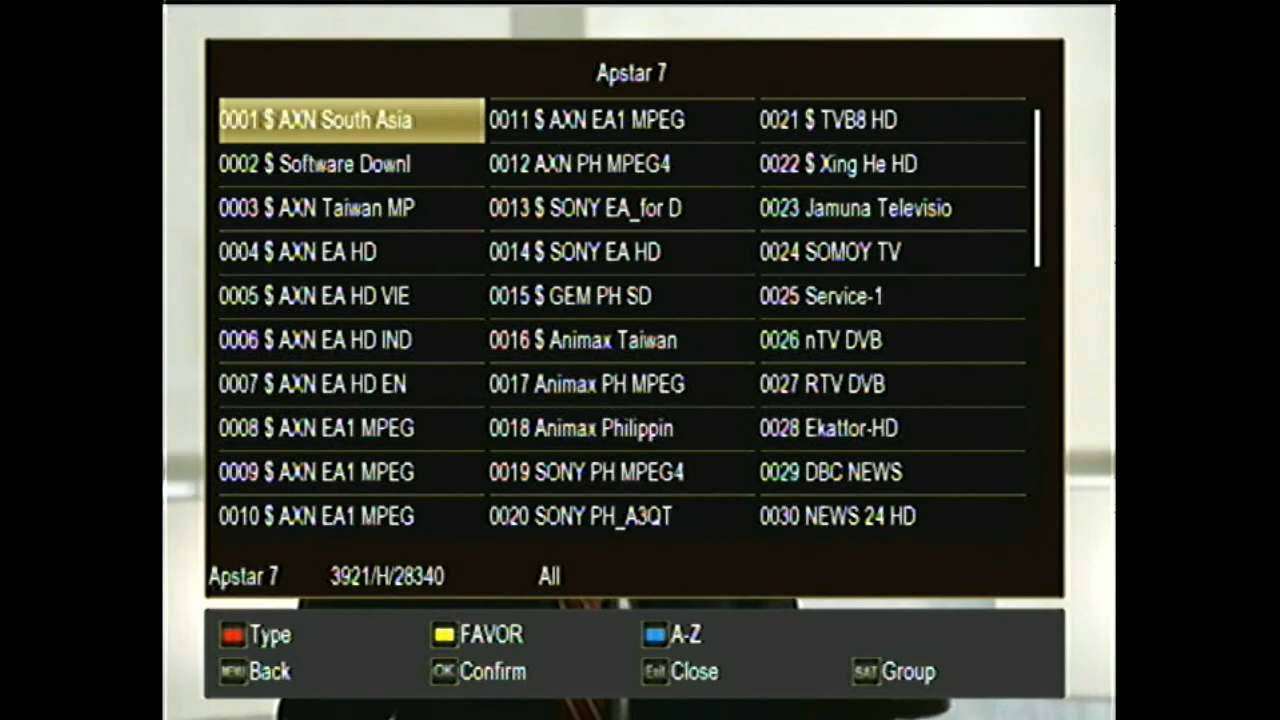 Apstar 7
0001 $ AXN South Asia
0002 $ Software Downl
0003 $ AXN Taiwan MP
0004 $ AXN EA HD
0005 $ AXN EA HD VIE
0006 $ AXN EA HD IND
0007 $ AXN EA HD EN
0008 $ AXN EA1 MPEG
0009 $ AXN EA1 MPEG
0010 $ AXN EA1 MPEG
0011 $ AXN EA1 MPEG
0012 AXN PH MPEG4
0013 $ SONY EA_for D
0014 $ SONY EA HD
0015 $ GEM PH SD
0016 $ Animax Taiwan
0017 Animax PH MPEG
0018 Animax Philippin
0019 SONY PH MPEG4
0020 SONY PH_A3QT
0021 $ TVB8 HD
0022 $ Xing He HD
0023 Jamuna Televisio
0024 SOMOY TV
0025 Service-1
0026 nTV DVB
0027 RTV DVB
0028 Ekattor-HD
0029 DBC NEWS
0030 NEWS 24 HD
Apstar 7 3921/H/28340 All
Type FAVOR A-Z
MENU Back OK Confirm Exit Close SAT Group